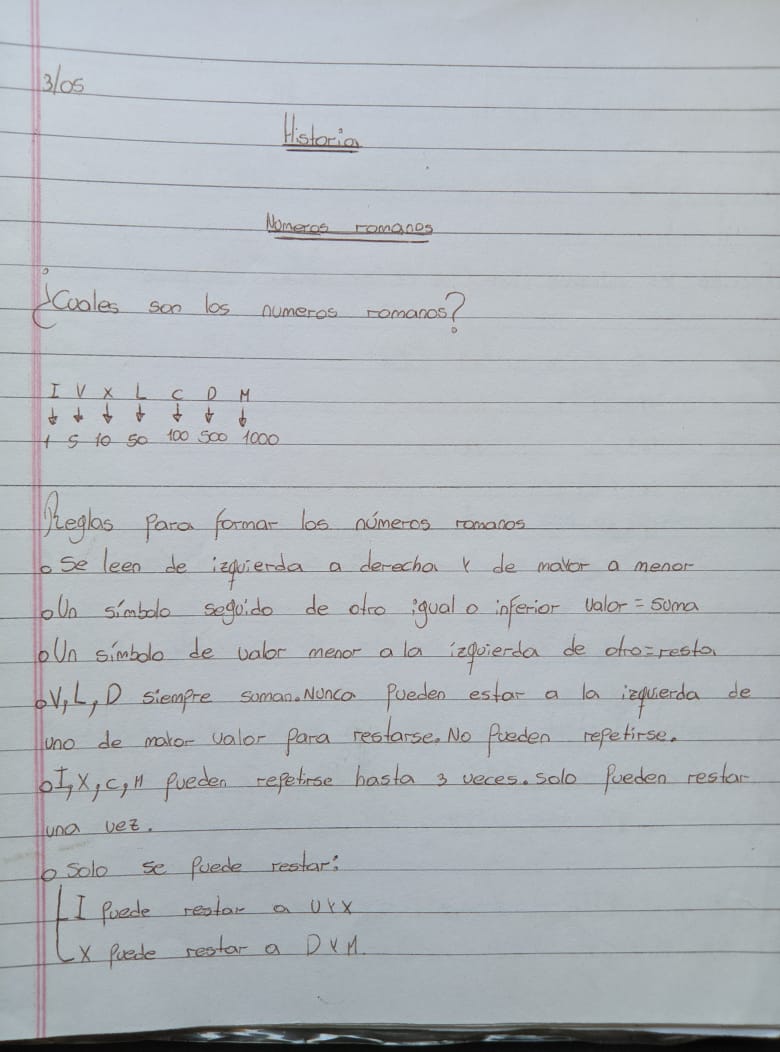 3/05
Historia
Números romanos
¿Cuales son los numeros romanos?
I V X L C D M
↓ ↓ ↓ ↓ ↓ ↓ ↓
1 5 10 50 100 500 1000
Reglas para formar los números romanos
o Se leen de izquierda a derecha Y de maYor a menor
o Un símbolo seguido de otro igual o inferior valor = suma
o Un símbolo de valor menor a la izquierda de otro = resta
o V, L, D siempre suman. Nunca pueden estar a la izquierda de
uno de maYor valor para restarse. No pueden repetirse.
o I, X, C, M pueden repetirse hasta 3 veces. solo pueden restar
una vez.
o Solo se puede restar:
I puede restar a V Y X
X puede restar a D Y M.